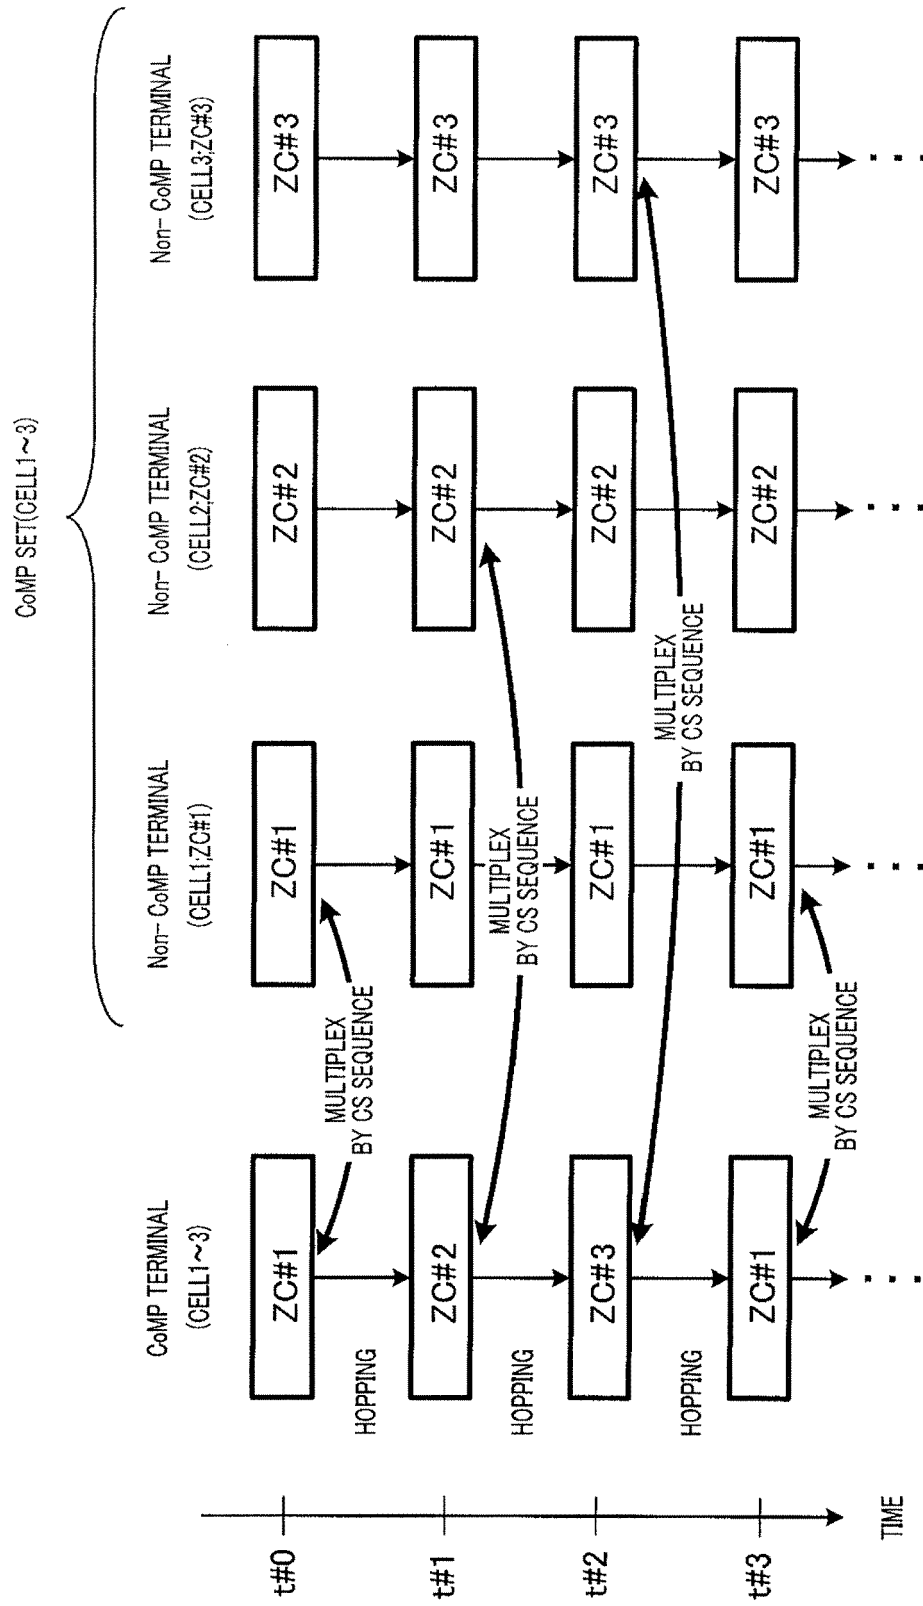 CoMP SET(CELL1~3)
CoMP TERMINAL
(CELL1~3)
Non- CoMP TERMINAL
(CELL1;ZC#1)
Non- CoMP TERMINAL
(CELL2;ZC#2)
Non- CoMP TERMINAL
(CELL3;ZC#3)
t#0
ZC#1
ZC#1
ZC#2
ZC#3
HOPPING
MULTIPLEX
BY CS SEQUENCE
t#1
ZC#2
ZC#1
ZC#2
ZC#3
HOPPING
MULTIPLEX
BY CS SEQUENCE
t#2
ZC#3
ZC#1
ZC#2
ZC#3
HOPPING
MULTIPLEX
BY CS SEQUENCE
t#3
ZC#1
ZC#1
ZC#2
ZC#3
MULTIPLEX
BY CS SEQUENCE
TIME